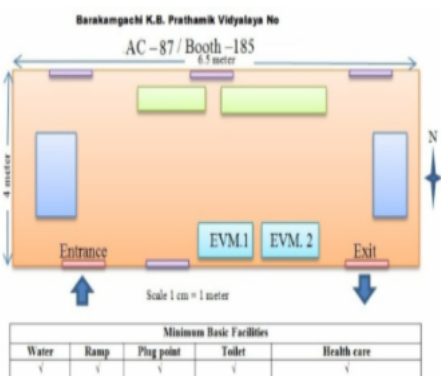 Barakamgachi K.B. Prathamik Vidyalaya No
AC – 87 / Booth – 185
6.5 meter
4 meter
N
EVM.1 EVM. 2
Entrance Exit
Scale 1 cm = 1 meter
Minimum Basic Facilities
Water Ramp Plug point Toilet Health care
√ √ √ √ √